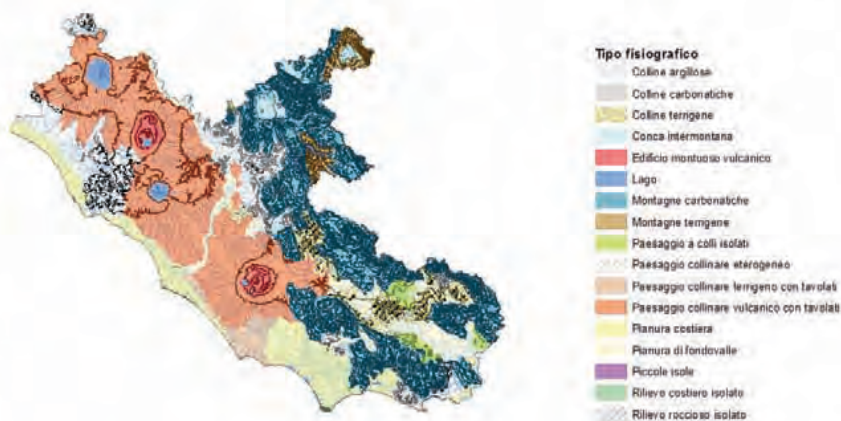 Tipo fisiografico
Colline argillose
Colline carbonatiche
Colline terrigene
Conca intermontana
Edificio montuoso vulcanico
Lago
Montagne carbonatiche
Montagne terrigene
Paesaggio a colli isolati
Paesaggio collinare eterogeneo
Paesaggio collinare terrigeno con tavolati
Paesaggio collinare vulcanico con tavolati
Pianura costiera
Pianura di fondovalle
Piccole isole
Rilievo costiero isolato
Rilievo roccioso isolato